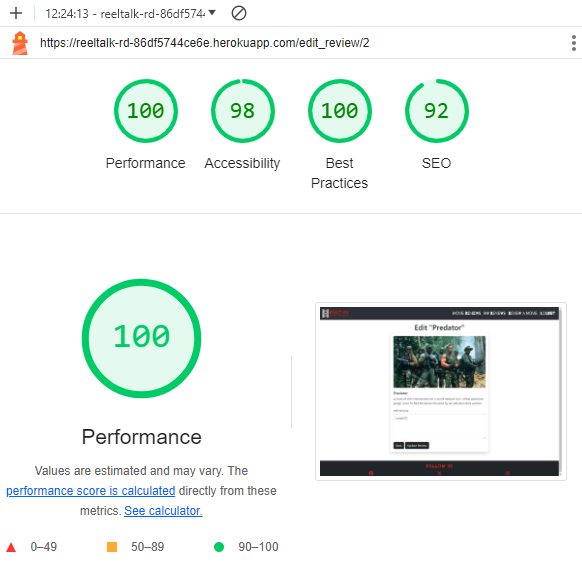 12:24:13 - reeltalk-rd-86df574
https://reeltalk-rd-86df5744ce6e.herokuapp.com/edit_review/2
100
98
100
92
Performance
Accessibility
Best
Practices
SEO
100
Performance
Values are estimated and may vary. The
performance score is calculated directly from these
metrics. See calculator.
0–49
50–89
90–100
Edit "Predator"
Predator
FOLLOW US